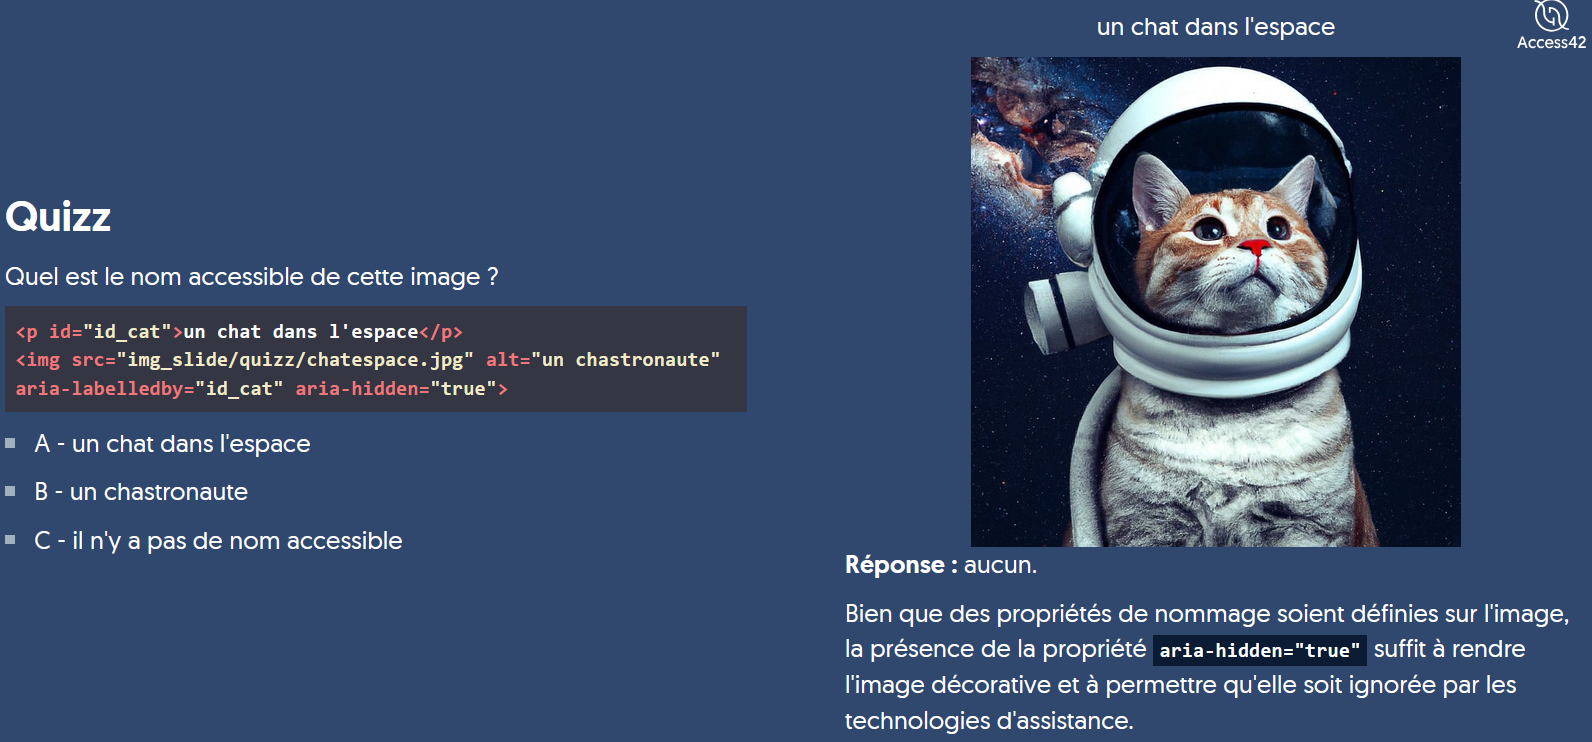 Quizz
Quel est le nom accessible de cette image ?
<p id="id_cat">un chat dans l'espace</p>
<img src="img_slide/quizz/chatespace.jpg" alt="un chastronaute"
aria-labelledby="id_cat" aria-hidden="true">
A - un chat dans l'espace
B - un chastronaute
C - il n'y a pas de nom accessible
un chat dans l'espace
Access42
Réponse : aucun.
Bien que des propriétés de nommage soient définies sur l'image,
la présence de la propriété aria-hidden="true" suffit à rendre
l'image décorative et à permettre qu'elle soit ignorée par les
technologies d'assistance.